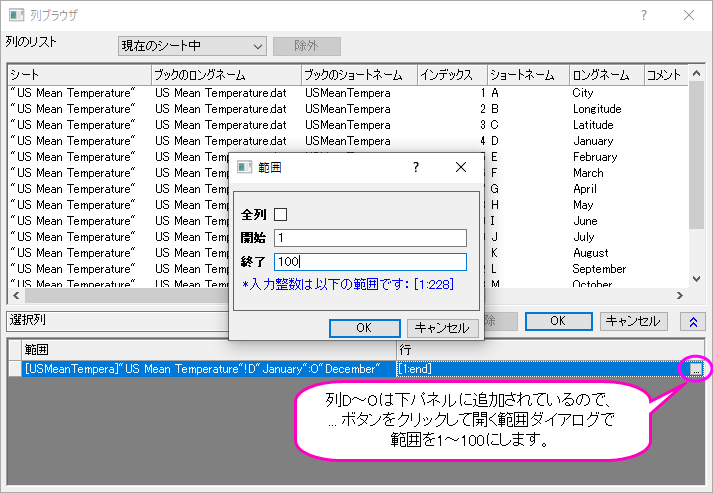 列ブラウザ
列のリスト 現在のシート中 除外
シート ブックのロングネーム ブックのショートネーム インデックス ショートネーム ロングネーム コメント
"US Mean Temperature" US Mean Temperature.dat USMeanTempera 1 A City
"US Mean Temperature" US Mean Temperature.dat USMeanTempera 2 B Longitude
"US Mean Temperature" US Mean Temperature.dat USMeanTempera 3 C Latitude
"US Mean Temperature" US Mean Temperature.dat USMeanTempera 4 D January
"US Mean Temperature" US Mean Temperature E February
"US Mean Temperature" US Mean Temperature F March
"US Mean Temperature" US Mean Temperature G April
"US Mean Temperature" US Mean Temperature H May
"US Mean Temperature" US Mean Temperature I June
"US Mean Temperature" US Mean Temperature J July
"US Mean Temperature" US Mean Temperature K August
"US Mean Temperature" US Mean Temperature L September
"US Mean Temperature" US Mean Temperature M October
範囲
全列
開始 1
終了 100
*入力整数は以下の範囲です: [1:228]
OK キャンセル
選択列 除 OK キャンセル
範囲 行
[USMeanTempera]"US Mean Temperature"!D"January":O"December" [1:end] ...
列D～Oは下パネルに追加されているので、
... ボタンをクリックして開く範囲ダイアログで
範囲を1～100にします。